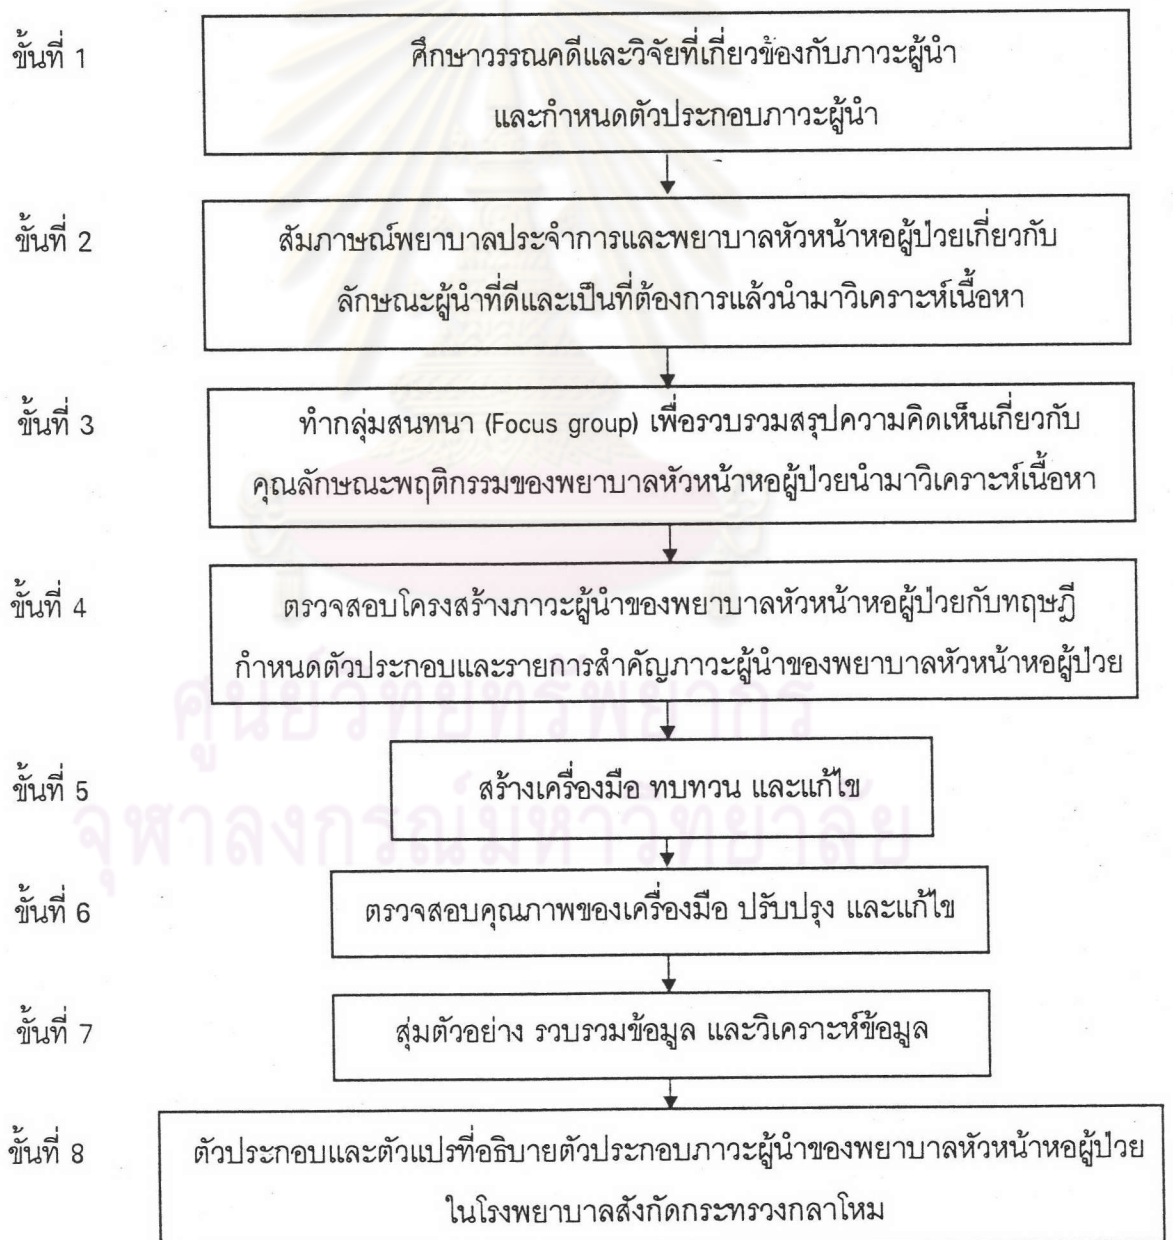 ขั้นที่ 1
ศึกษาวรรณคดีและวิจัยที่เกี่ยวข้องกับภาวะผู้นำ
และกำหนดตัวประกอบภาวะผู้นำ
ขั้นที่ 2
สัมภาษณ์พยาบาลประจำการและพยาบาลหัวหน้าหอผู้ป่วยเกี่ยวกับ
ลักษณะผู้นำที่ดีและเป็นที่ต้องการแล้วนำมาวิเคราะห์เนื้อหา
ขั้นที่ 3
ทำกลุ่มสนทนา (Focus group) เพื่อรวบรวมสรุปความคิดเห็นเกี่ยวกับ
คุณลักษณะพฤติกรรมของพยาบาลหัวหน้าหอผู้ป่วยนำมาวิเคราะห์เนื้อหา
ขั้นที่ 4
ตรวจสอบโครงสร้างภาวะผู้นำของพยาบาลหัวหน้าหอผู้ป่วยกับทฤษฎี
กำหนดตัวประกอบและรายการสำคัญภาวะผู้นำของพยาบาลหัวหน้าหอผู้ป่วย
ศูนย์วิทยทรัพยากร
ขั้นที่ 5
สร้างเครื่องมือ ทบทวน และแก้ไข
จุฬาลงกรณ์มหาวิทยาลัย
ขั้นที่ 6
ตรวจสอบคุณภาพของเครื่องมือ ปรับปรุง และแก้ไข
ขั้นที่ 7
สุ่มตัวอย่าง รวบรวมข้อมูล และวิเคราะห์ข้อมูล
ขั้นที่ 8
ตัวประกอบและตัวแปรที่อธิบายตัวประกอบภาวะผู้นำของพยาบาลหัวหน้าหอผู้ป่วย
ในโรงพยาบาลสังกัดกระทรวงกลาโหม